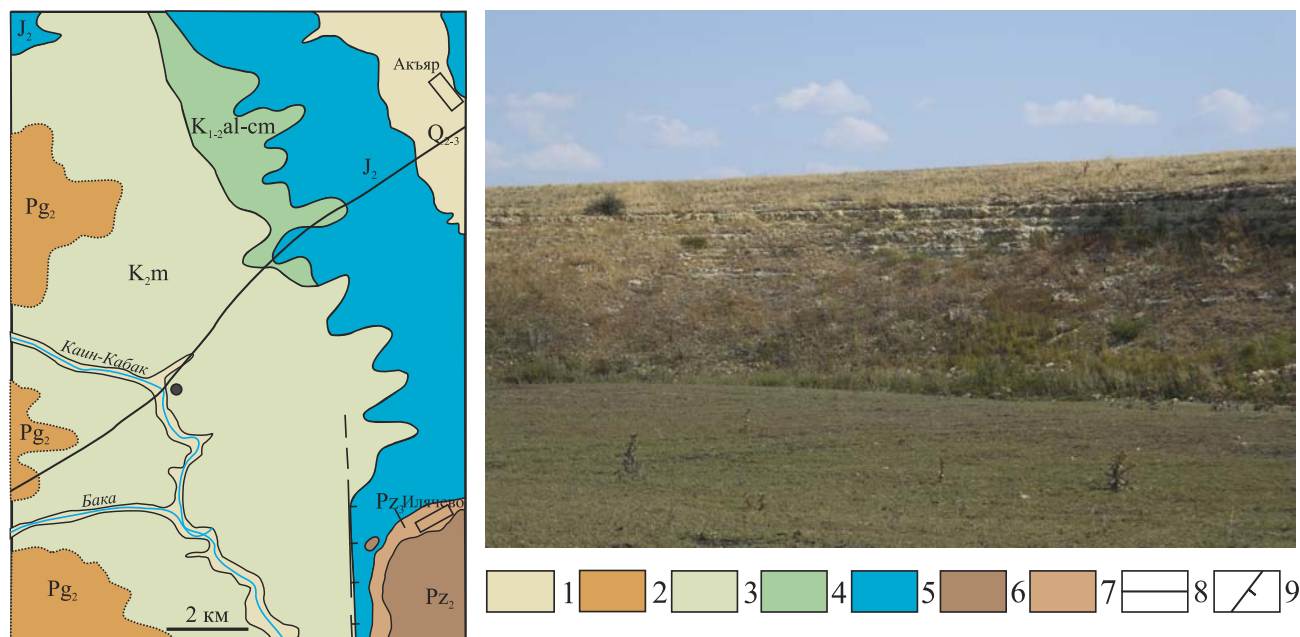 J₂
Акъяр
K₁₋₂al-cm
Q₂₋₃
J₂
Pg₂
K₂m
Каин-Кабак
Pg₂
Бака
Pz₃
Илячево
Pg₂
2 км
Pz₂
1 2 3 4 5 6 7 8 9